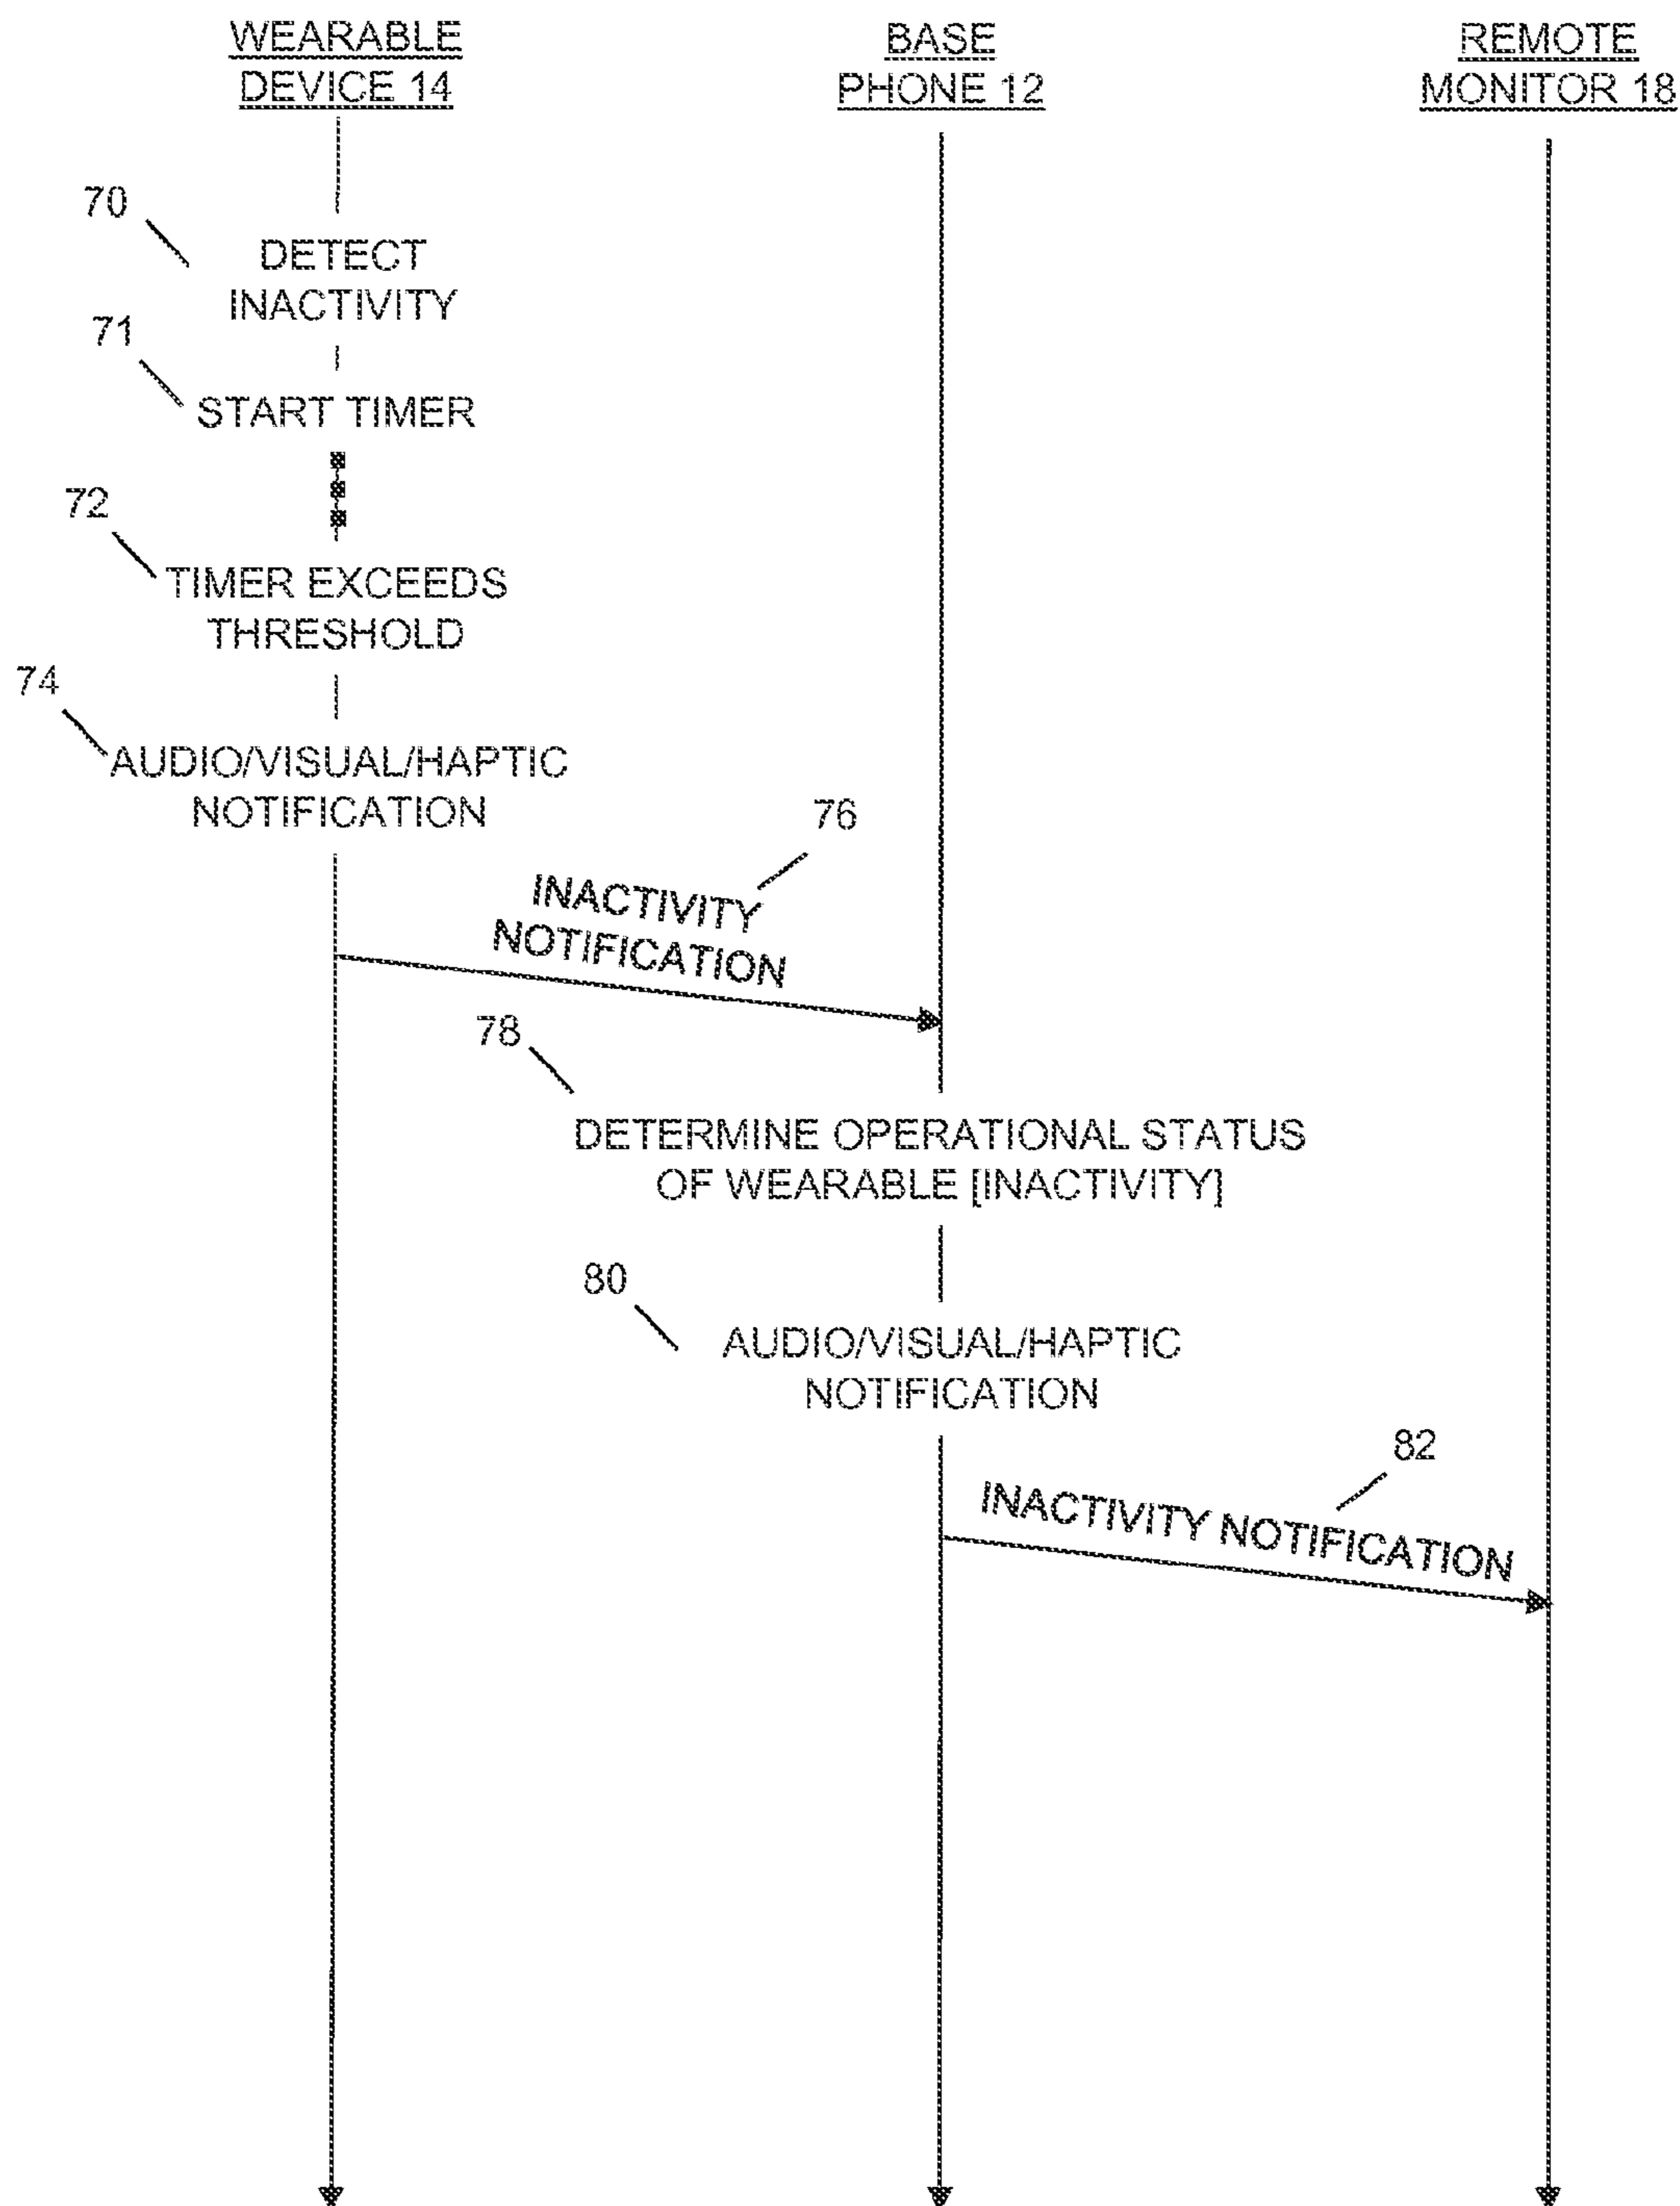 WEARABLE
DEVICE 14
BASE
PHONE 12
REMOTE
MONITOR 18
70
DETECT
INACTIVITY
71
START TIMER
72
TIMER EXCEEDS
THRESHOLD
74
AUDIO/VISUAL/HAPTIC
NOTIFICATION
76
INACTIVITY
NOTIFICATION
78
DETERMINE OPERATIONAL STATUS
OF WEARABLE [INACTIVITY]
80
AUDIO/VISUAL/HAPTIC
NOTIFICATION
82
INACTIVITY NOTIFICATION